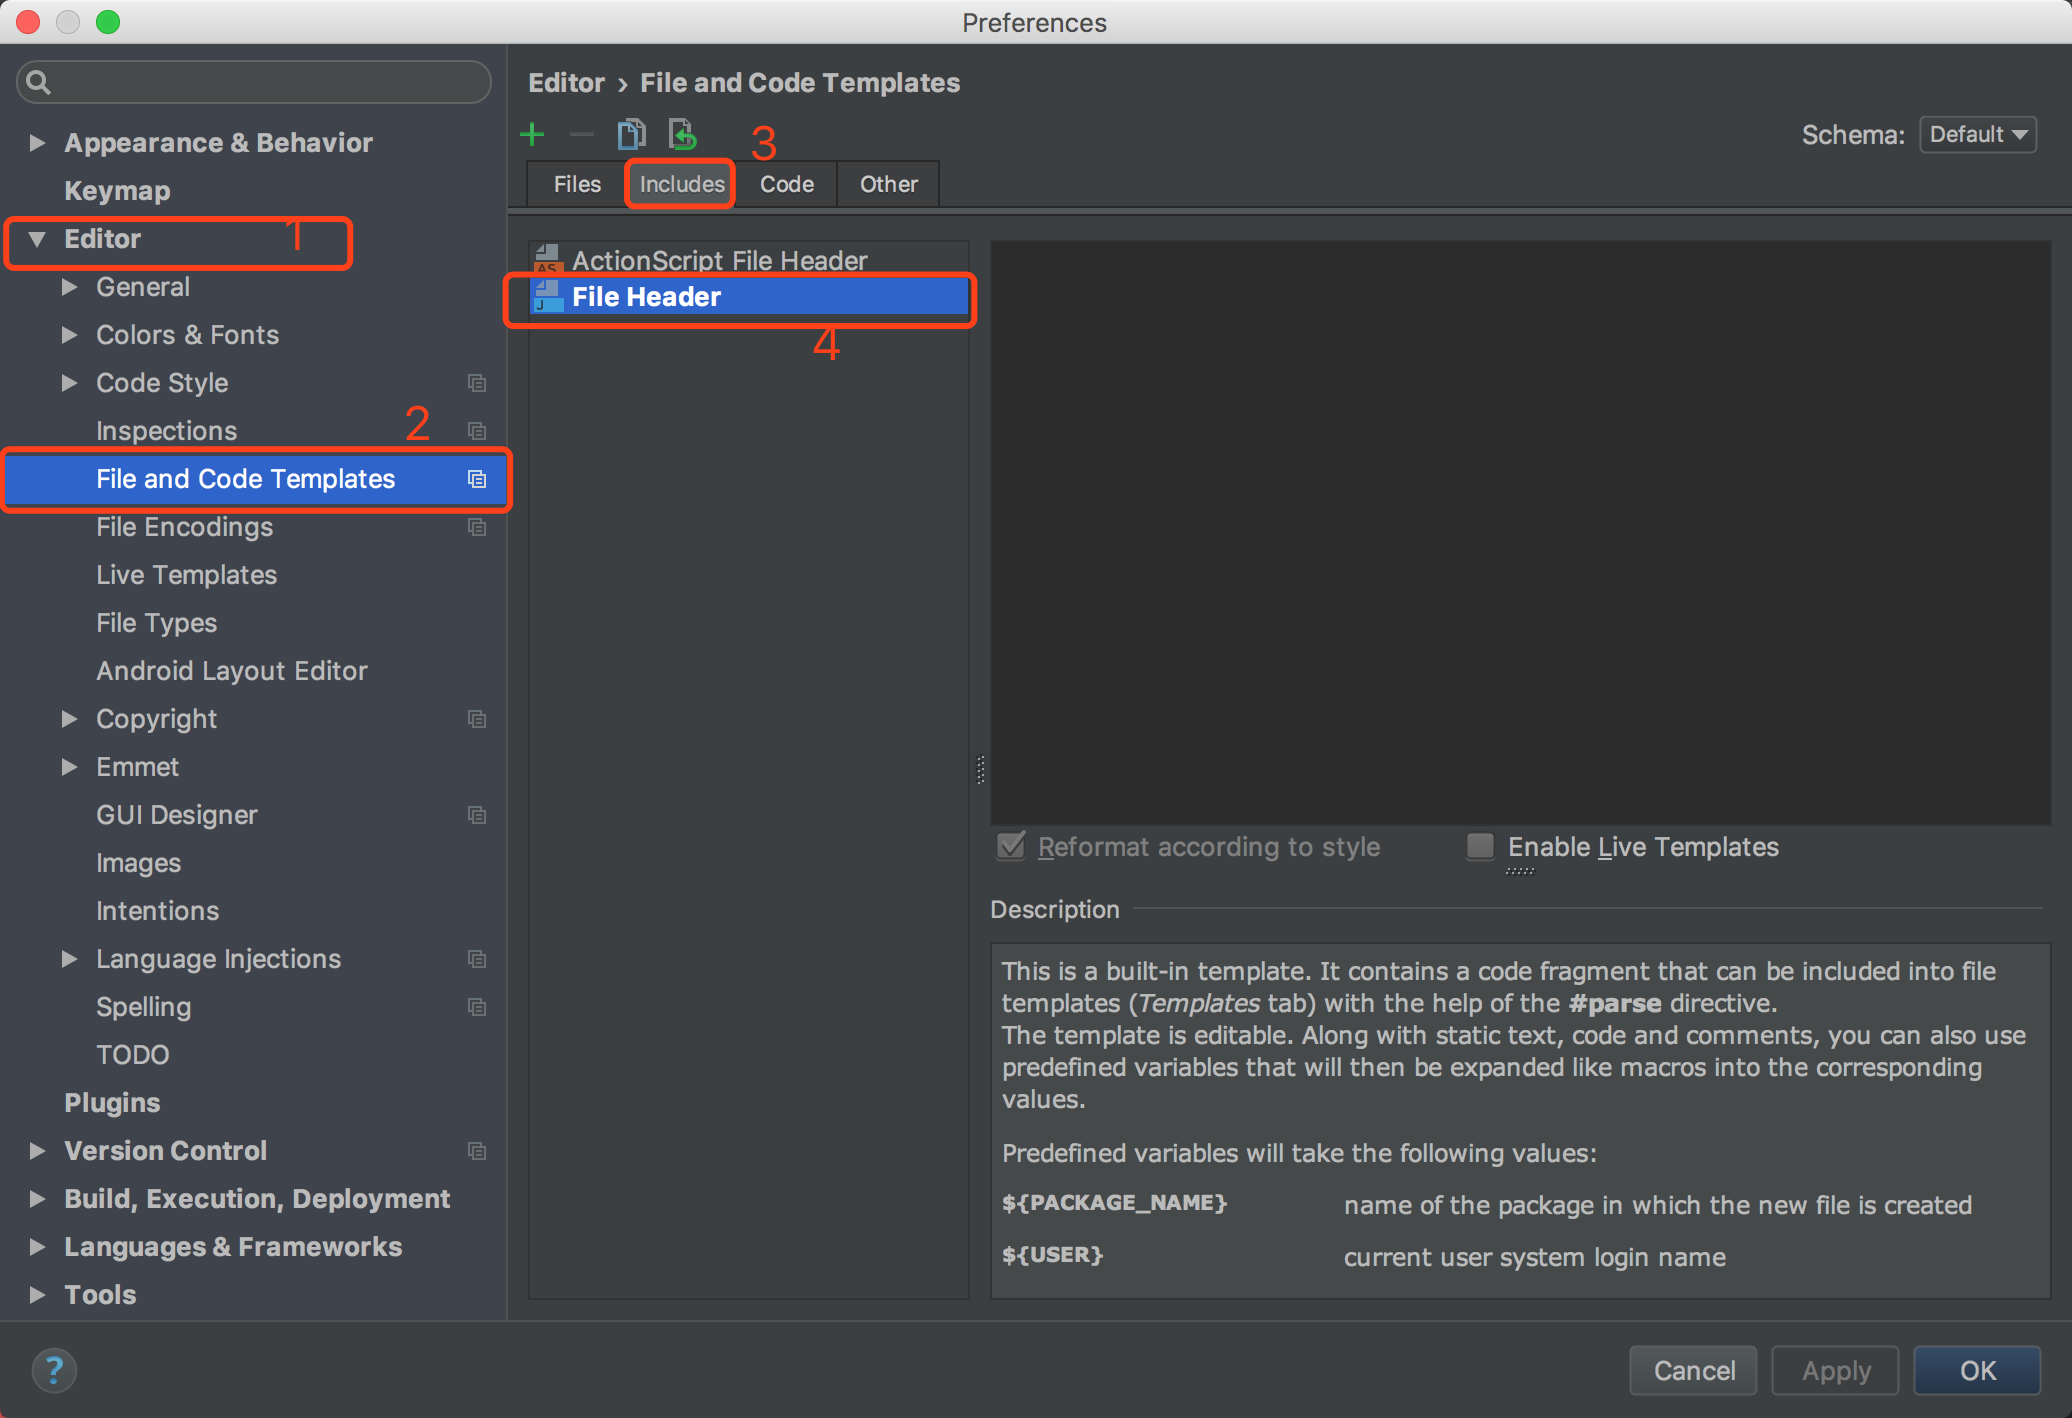 Preferences
Appearance & Behavior
Keymap
Editor
1
General
Colors & Fonts
Code Style
Inspections
2
File and Code Templates
File Encodings
Live Templates
File Types
Android Layout Editor
Copyright
Emmet
GUI Designer
Images
Intentions
Language Injections
Spelling
TODO
Plugins
Version Control
Build, Execution, Deployment
Languages & Frameworks
Tools
Editor › File and Code Templates
3
Schema: Default
Files Includes Code Other
AS ActionScript File Header
J File Header
4
Reformat according to style Enable Live Templates
Description
This is a built-in template. It contains a code fragment that can be included into file
templates (Templates tab) with the help of the #parse directive.
The template is editable. Along with static text, code and comments, you can also use
predefined variables that will then be expanded like macros into the corresponding
values.
Predefined variables will take the following values:
${PACKAGE_NAME} name of the package in which the new file is created
${USER} current user system login name
?
Cancel Apply OK